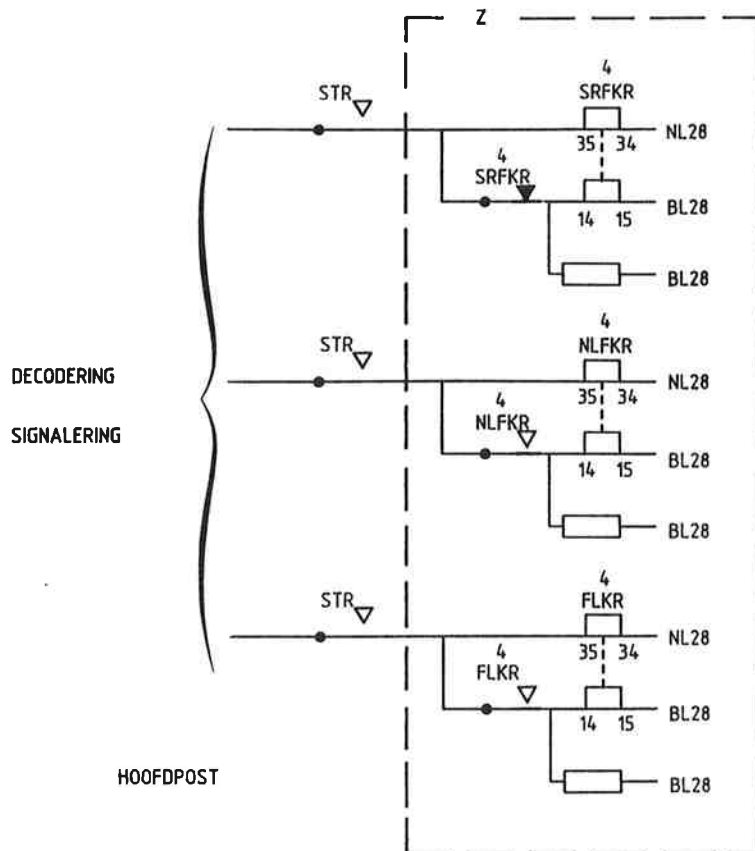 Z
4
STR SRFKR
35 34 NL28
4
SRFKR
14 15 BL28
BL28
4
STR NLFKR
35 34 NL28
DECODERING
4
NLFKR
SIGNALERING
14 15 BL28
BL28
4
STR FLKR
35 34 NL28
4
FLKR
14 15 BL28
HOOFDPOST
BL28